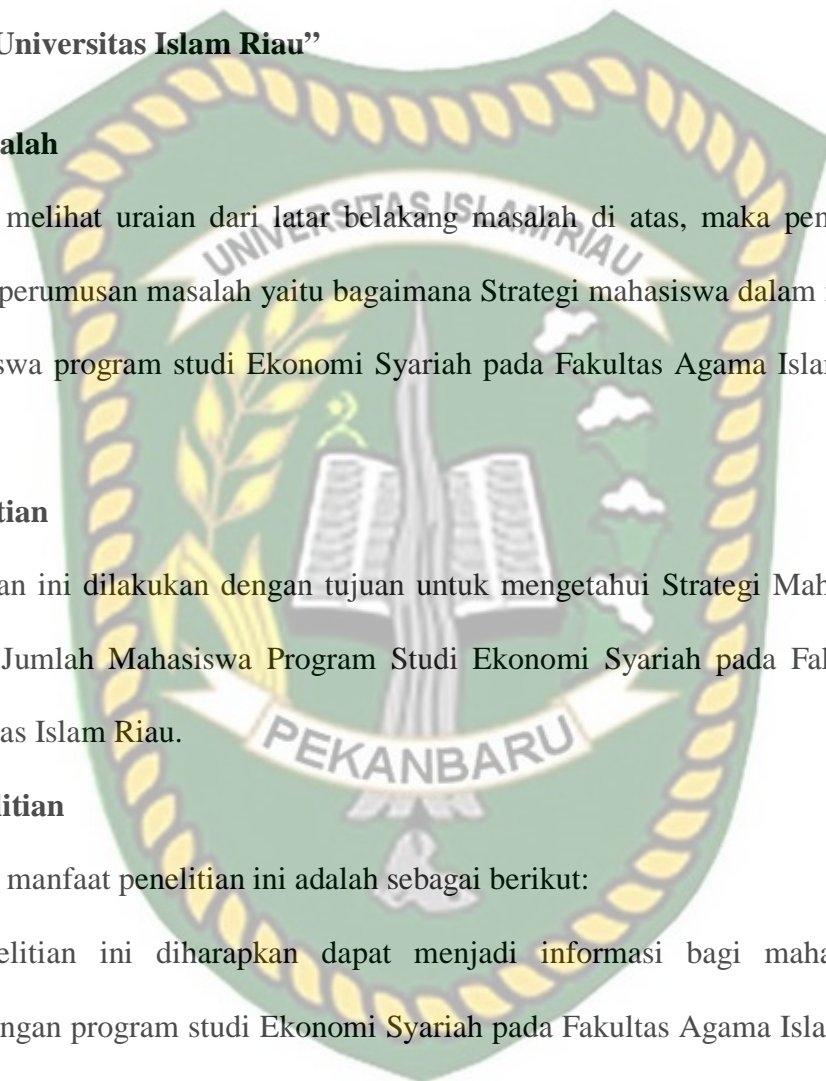 Universitas Islam Riau”
alah
melihat uraian dari latar belakang masalah di atas, maka pen
UNIVERSITAS ISLAM RIAU
perumusan masalah yaitu bagaimana Strategi mahasiswa dalam
swa program studi Ekonomi Syariah pada Fakultas Agama Islam
tian
an ini dilakukan dengan tujuan untuk mengetahui Strategi Mah
Jumlah Mahasiswa Program Studi Ekonomi Syariah pada Fak
as Islam Riau.
PEKANBARU
litian
manfaat penelitian ini adalah sebagai berikut:
elitian ini diharapkan dapat menjadi informasi bagi maha
ngan program studi Ekonomi Syariah pada Fakultas Agama Isla